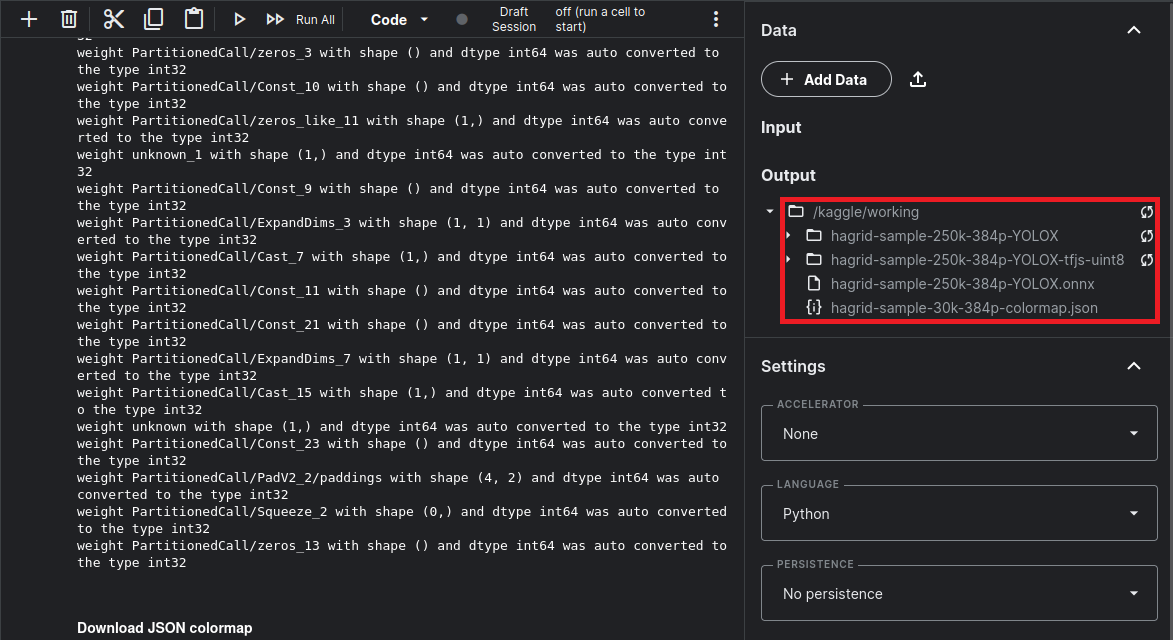 Run All
Code
Draft
Session
off (run a cell to
start)
32
weight PartitionedCall/zeros_3 with shape () and dtype int64 was auto converted to
the type int32
weight PartitionedCall/Const_10 with shape () and dtype int64 was auto converted to
the type int32
weight PartitionedCall/zeros_like_11 with shape (1,) and dtype int64 was auto conve
rted to the type int32
weight unknown_1 with shape (1,) and dtype int64 was auto converted to the type int
32
weight PartitionedCall/Const_9 with shape () and dtype int64 was auto converted to
the type int32
weight PartitionedCall/ExpandDims_3 with shape (1, 1) and dtype int64 was auto conv
erted to the type int32
weight PartitionedCall/Cast_7 with shape (1,) and dtype int64 was auto converted to
the type int32
weight PartitionedCall/Const_11 with shape () and dtype int64 was auto converted to
the type int32
weight PartitionedCall/Const_21 with shape () and dtype int64 was auto converted to
the type int32
weight PartitionedCall/ExpandDims_7 with shape (1, 1) and dtype int64 was auto conv
erted to the type int32
weight PartitionedCall/Cast_15 with shape (1,) and dtype int64 was auto converted t
o the type int32
weight unknown with shape (1,) and dtype int64 was auto converted to the type int32
weight PartitionedCall/Const_23 with shape () and dtype int64 was auto converted to
the type int32
weight PartitionedCall/PadV2_2/paddings with shape (4, 2) and dtype int64 was auto
converted to the type int32
weight PartitionedCall/Squeeze_2 with shape (0,) and dtype int64 was auto converted
to the type int32
weight PartitionedCall/zeros_13 with shape () and dtype int64 was auto converted to
the type int32
Download JSON colormap
Data
Add Data
Input
Output
/kaggle/working
hagrid-sample-250k-384p-YOLOX
hagrid-sample-250k-384p-YOLOX-tfjs-uint8
hagrid-sample-250k-384p-YOLOX.onnx
hagrid-sample-30k-384p-colormap.json
Settings
ACCELERATOR
None
LANGUAGE
Python
PERSISTENCE
No persistence